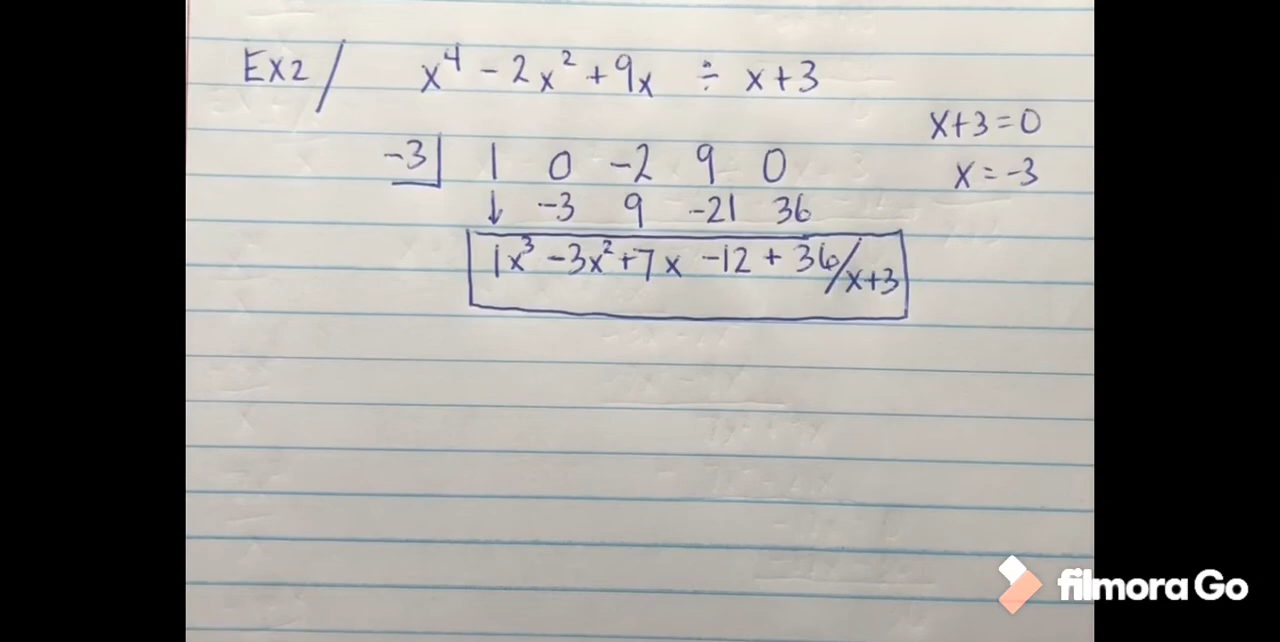 Ex2/ x⁴ - 2x² + 9x ÷ x+3
x+3=0
-3| 1 0 -2 9 0
x = -3
↓ -3 9 -21 36
1x³ -3x² +7x -12 + 36/x+3
filmora Go